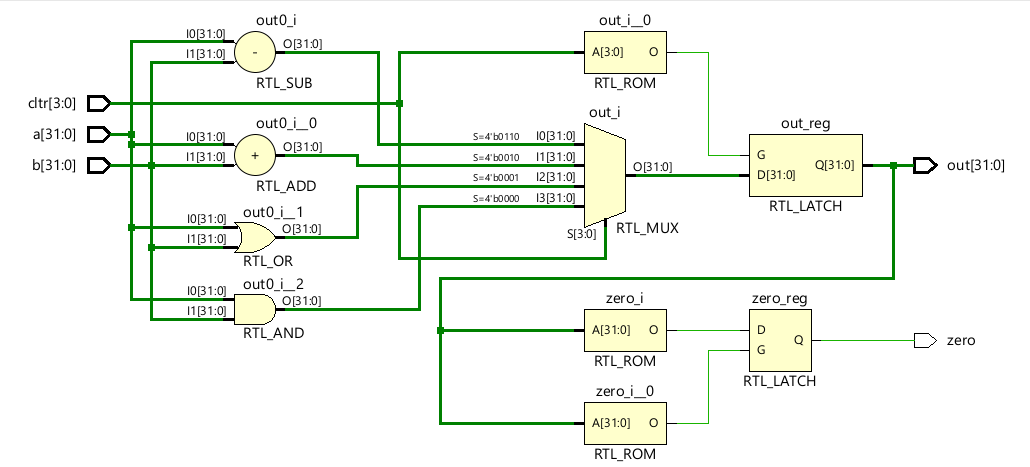 out0_i
I0[31:0]
I1[31:0]
-
O[31:0]
RTL_SUB
cltr[3:0]
a[31:0]
b[31:0]
out0_i__0
I0[31:0]
I1[31:0]
+
O[31:0]
RTL_ADD
out0_i__1
I0[31:0]
I1[31:0]
O[31:0]
RTL_OR
out0_i__2
I0[31:0]
I1[31:0]
O[31:0]
RTL_AND
out_i__0
A[3:0] O
RTL_ROM
out_i
S=4'b0110 I0[31:0]
S=4'b0010 I1[31:0]
S=4'b0001 I2[31:0]
S=4'b0000 I3[31:0]
O[31:0]
S[3:0]
RTL_MUX
out_reg
G
D[31:0]
Q[31:0]
RTL_LATCH
out[31:0]
zero_i
A[31:0] O
RTL_ROM
zero_reg
D
G
Q
RTL_LATCH
zero
zero_i__0
A[31:0] O
RTL_ROM